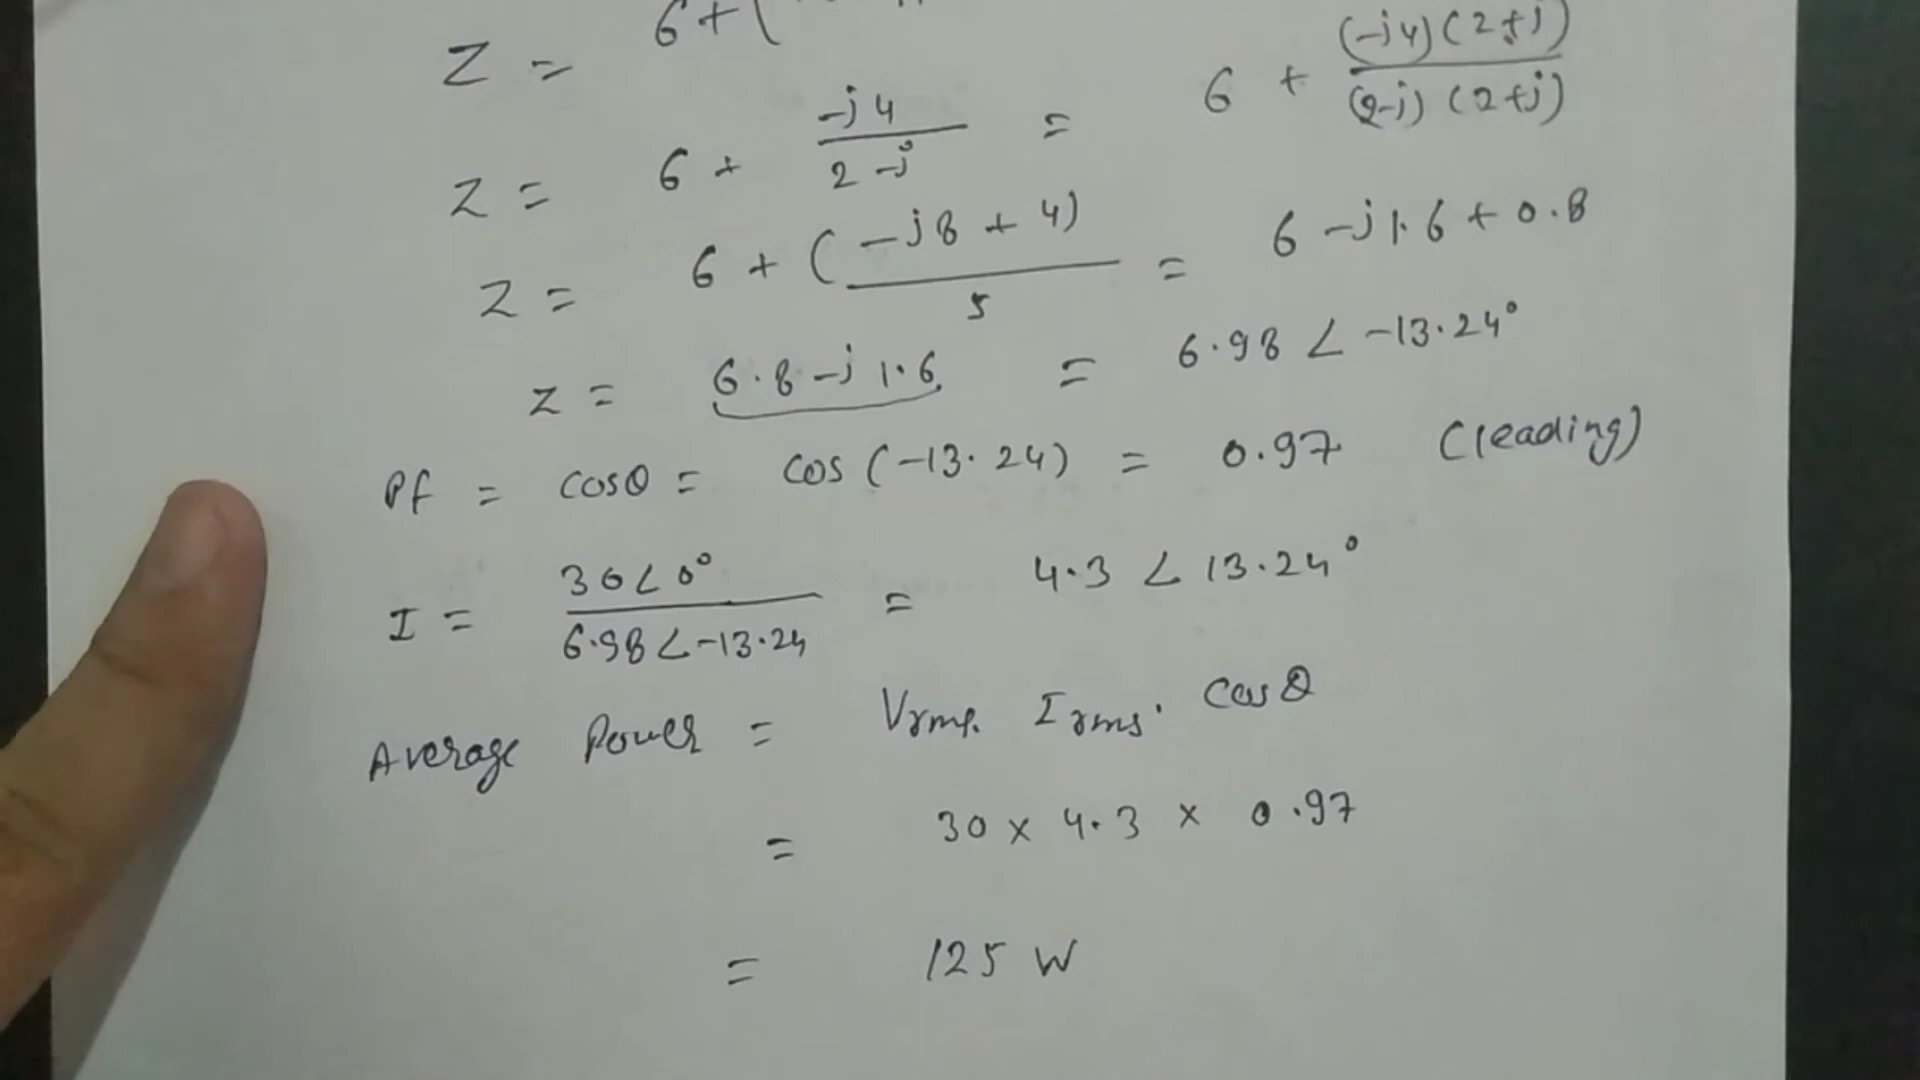 Z = 6+(
Z = 6 + -j4 / 2-j = 6 + (-j4)(2+j) / (2-j)(2+j)
Z = 6 + (-j8 + 4) / 5 = 6 -j1.6 + 0.8
Z = 6.8 -j 1.6 = 6.98 ∠ -13.24°
Pf = cosθ = cos (-13.24) = 0.97 (leading)
I = 30∠0° / 6.98∠-13.24 = 4.3 ∠ 13.24°
Average Power = Vrms. Irms. Cosθ
= 30 x 4.3 x 0.97
= 125 W